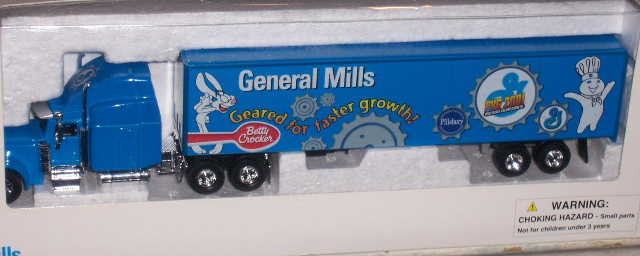 General Mills
Geared for faster growth!
Betty
Crocker
Pillsbury
&
WARNING:
CHOKING HAZARD - Small parts
Not for children under 3 years
lls